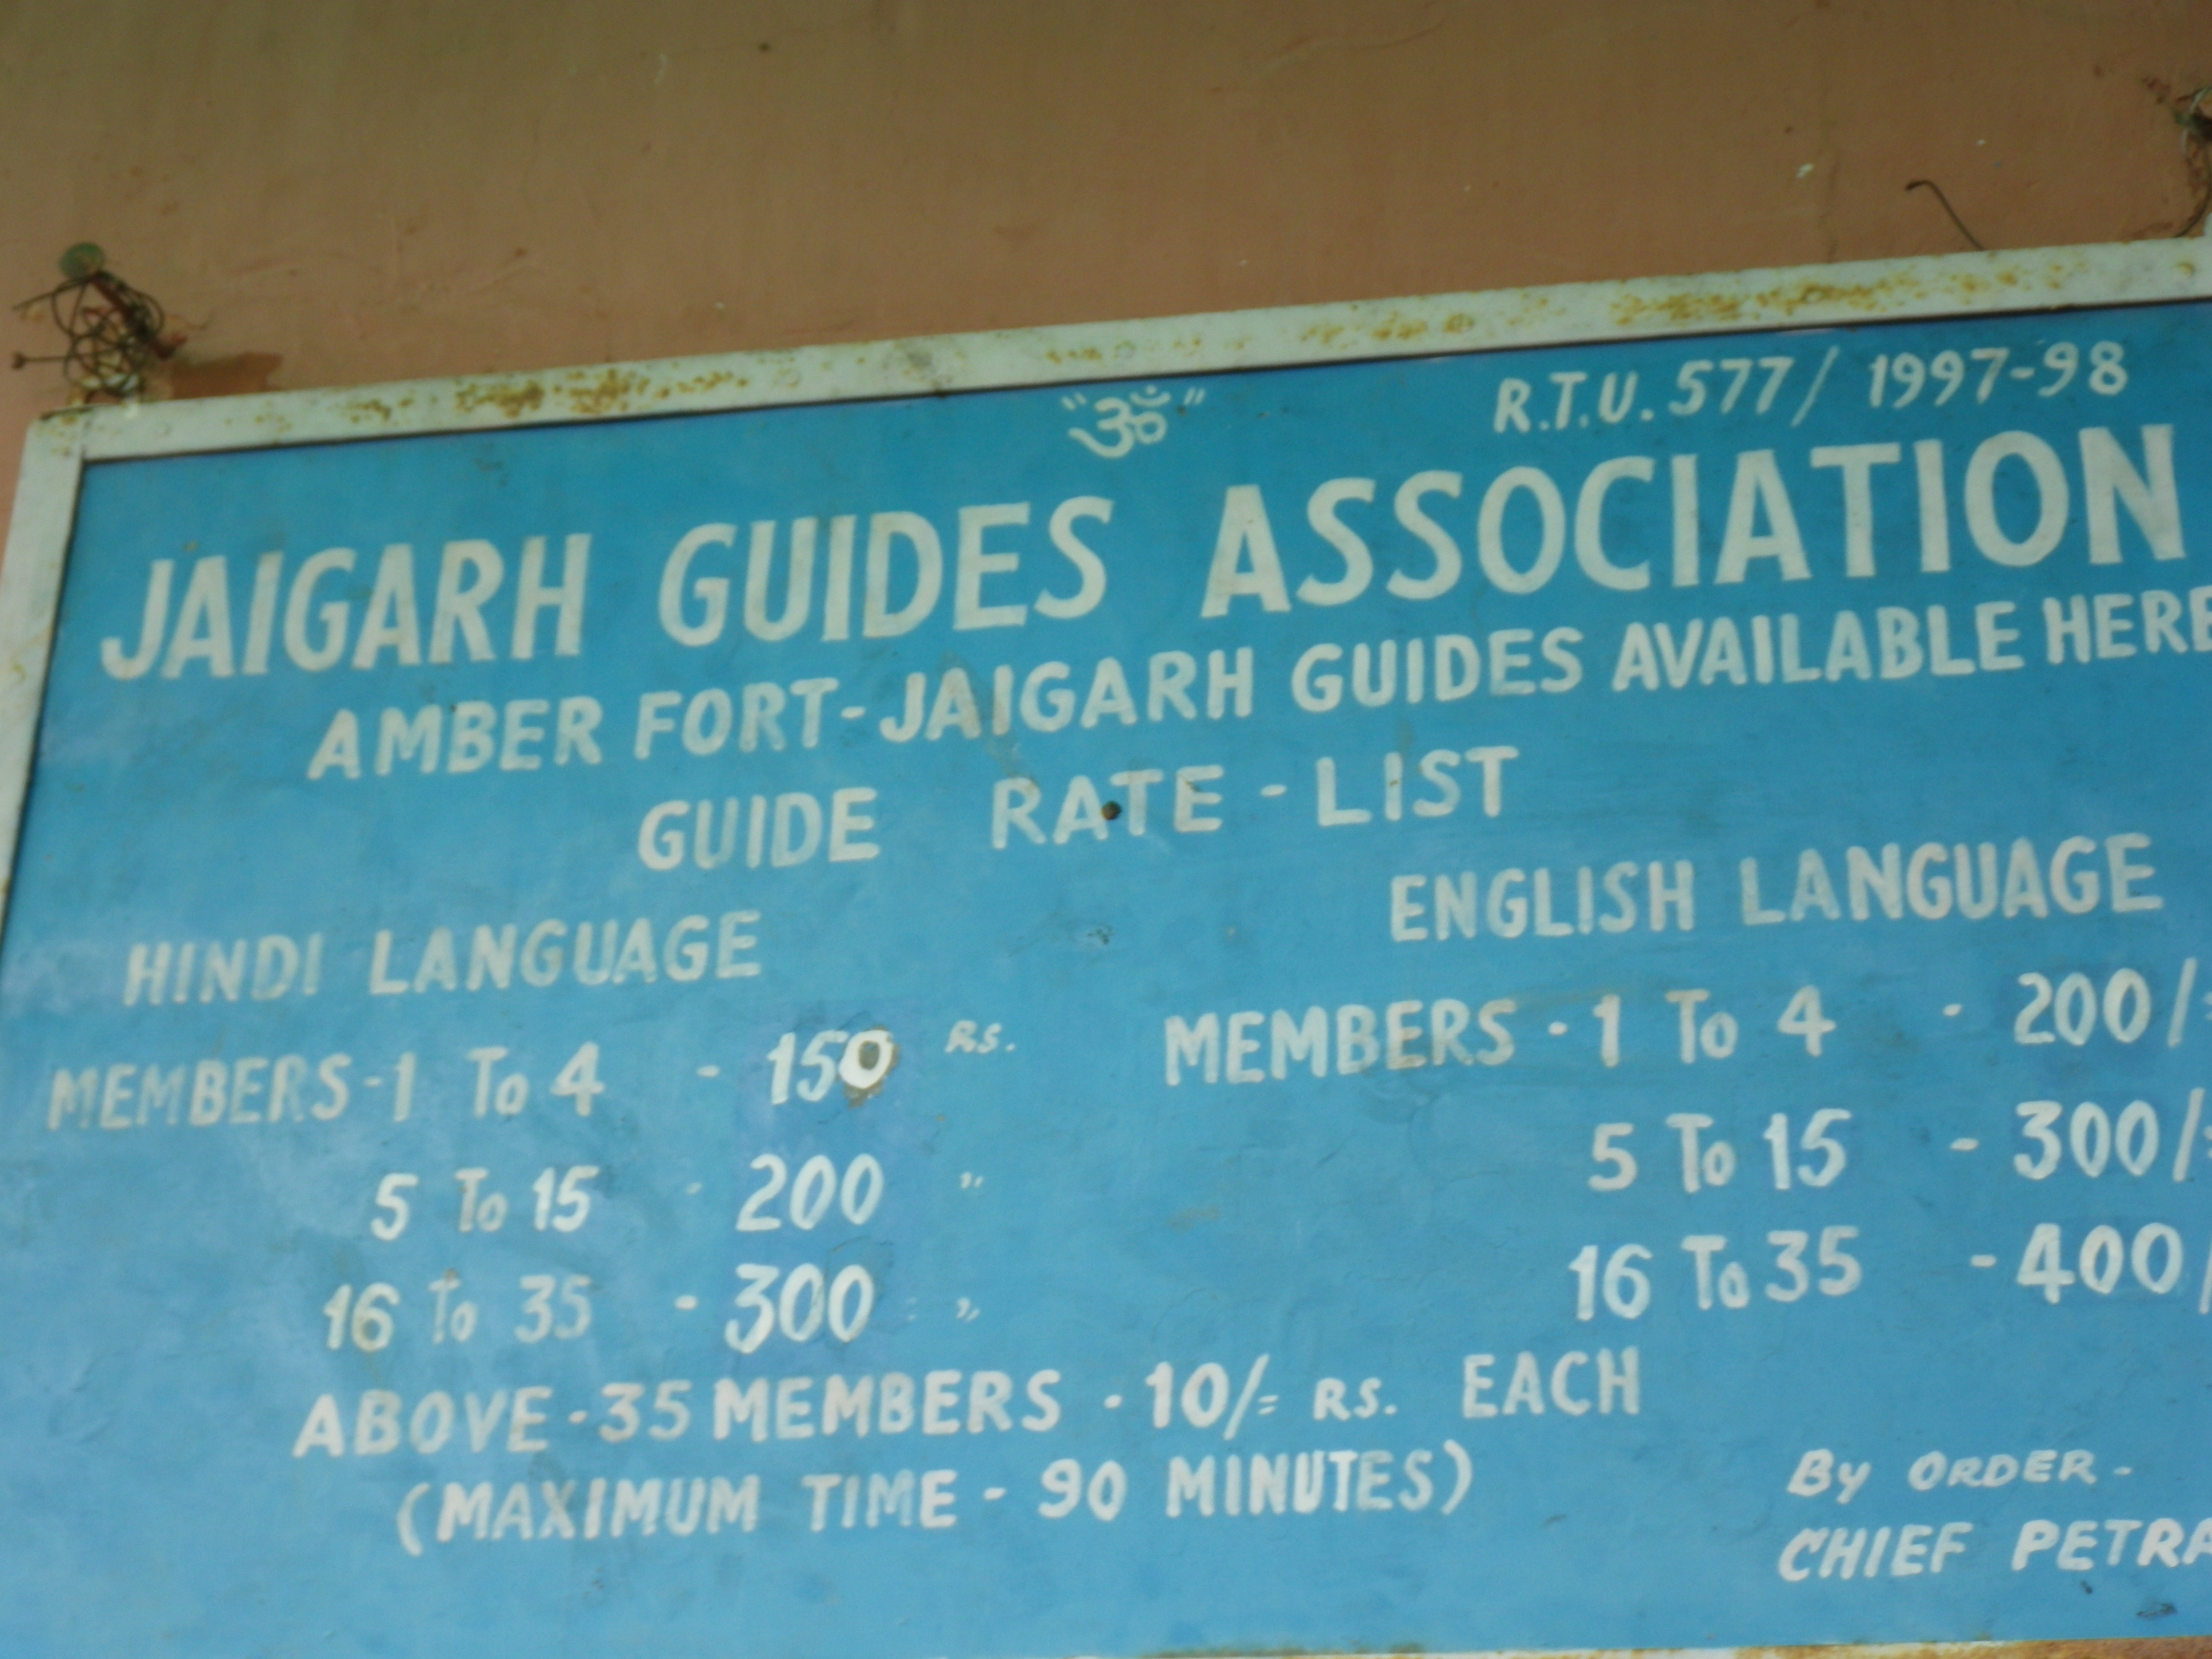 "ॐ"
R.T.U. 577/ 1997-98
JAIGARH GUIDES ASSOCIATION
AMBER FORT-JAIGARH GUIDES AVAILABLE HERE
GUIDE RATE - LIST
HINDI LANGUAGE
MEMBERS-1 To 4 - 150 RS.
5 To 15 - 200 "
16 To 35 - 300 "
ENGLISH LANGUAGE
MEMBERS - 1 To 4 - 200/=
5 To 15 - 300/=
16 To 35 - 400/
ABOVE - 35 MEMBERS - 10/= RS. EACH
(MAXIMUM TIME - 90 MINUTES)
By ORDER -
CHIEF PETRA